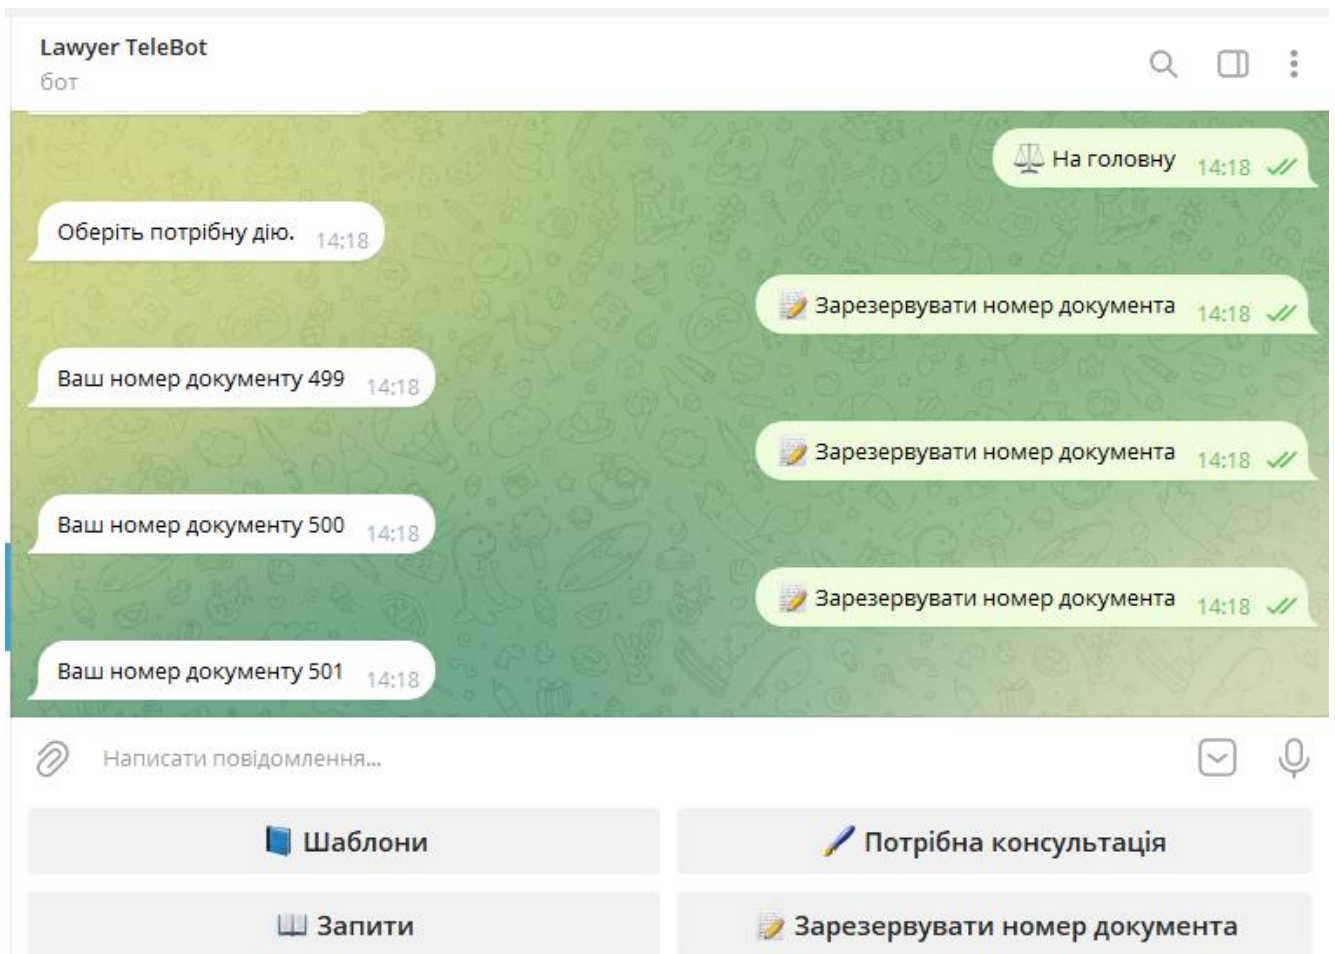 Lawyer TeleBot
бот
⚖️ На головну 14:18
Оберіть потрібну дію. 14:18
📝 Зарезервувати номер документа 14:18
Ваш номер документу 499 14:18
📝 Зарезервувати номер документа 14:18
Ваш номер документу 500 14:18
📝 Зарезервувати номер документа 14:18
Ваш номер документу 501 14:18
Написати повідомлення...
📘 Шаблони
🖊️ Потрібна консультація
📖 Запити
📝 Зарезервувати номер документа